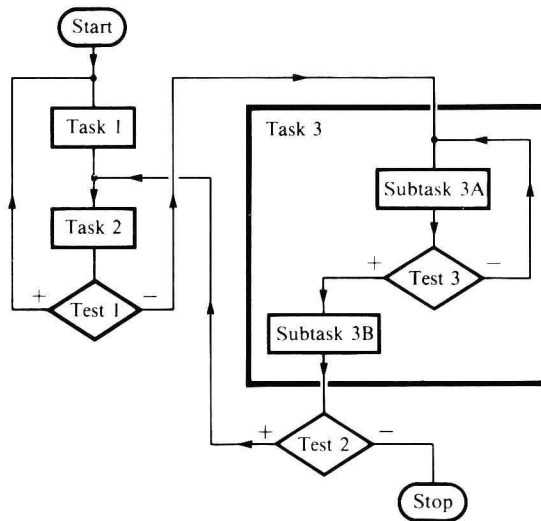 Start
Task 1
Task 2
+ Test 1 −
Task 3
Subtask 3A
+ Test 3 −
Subtask 3B
+ Test 2 −
Stop